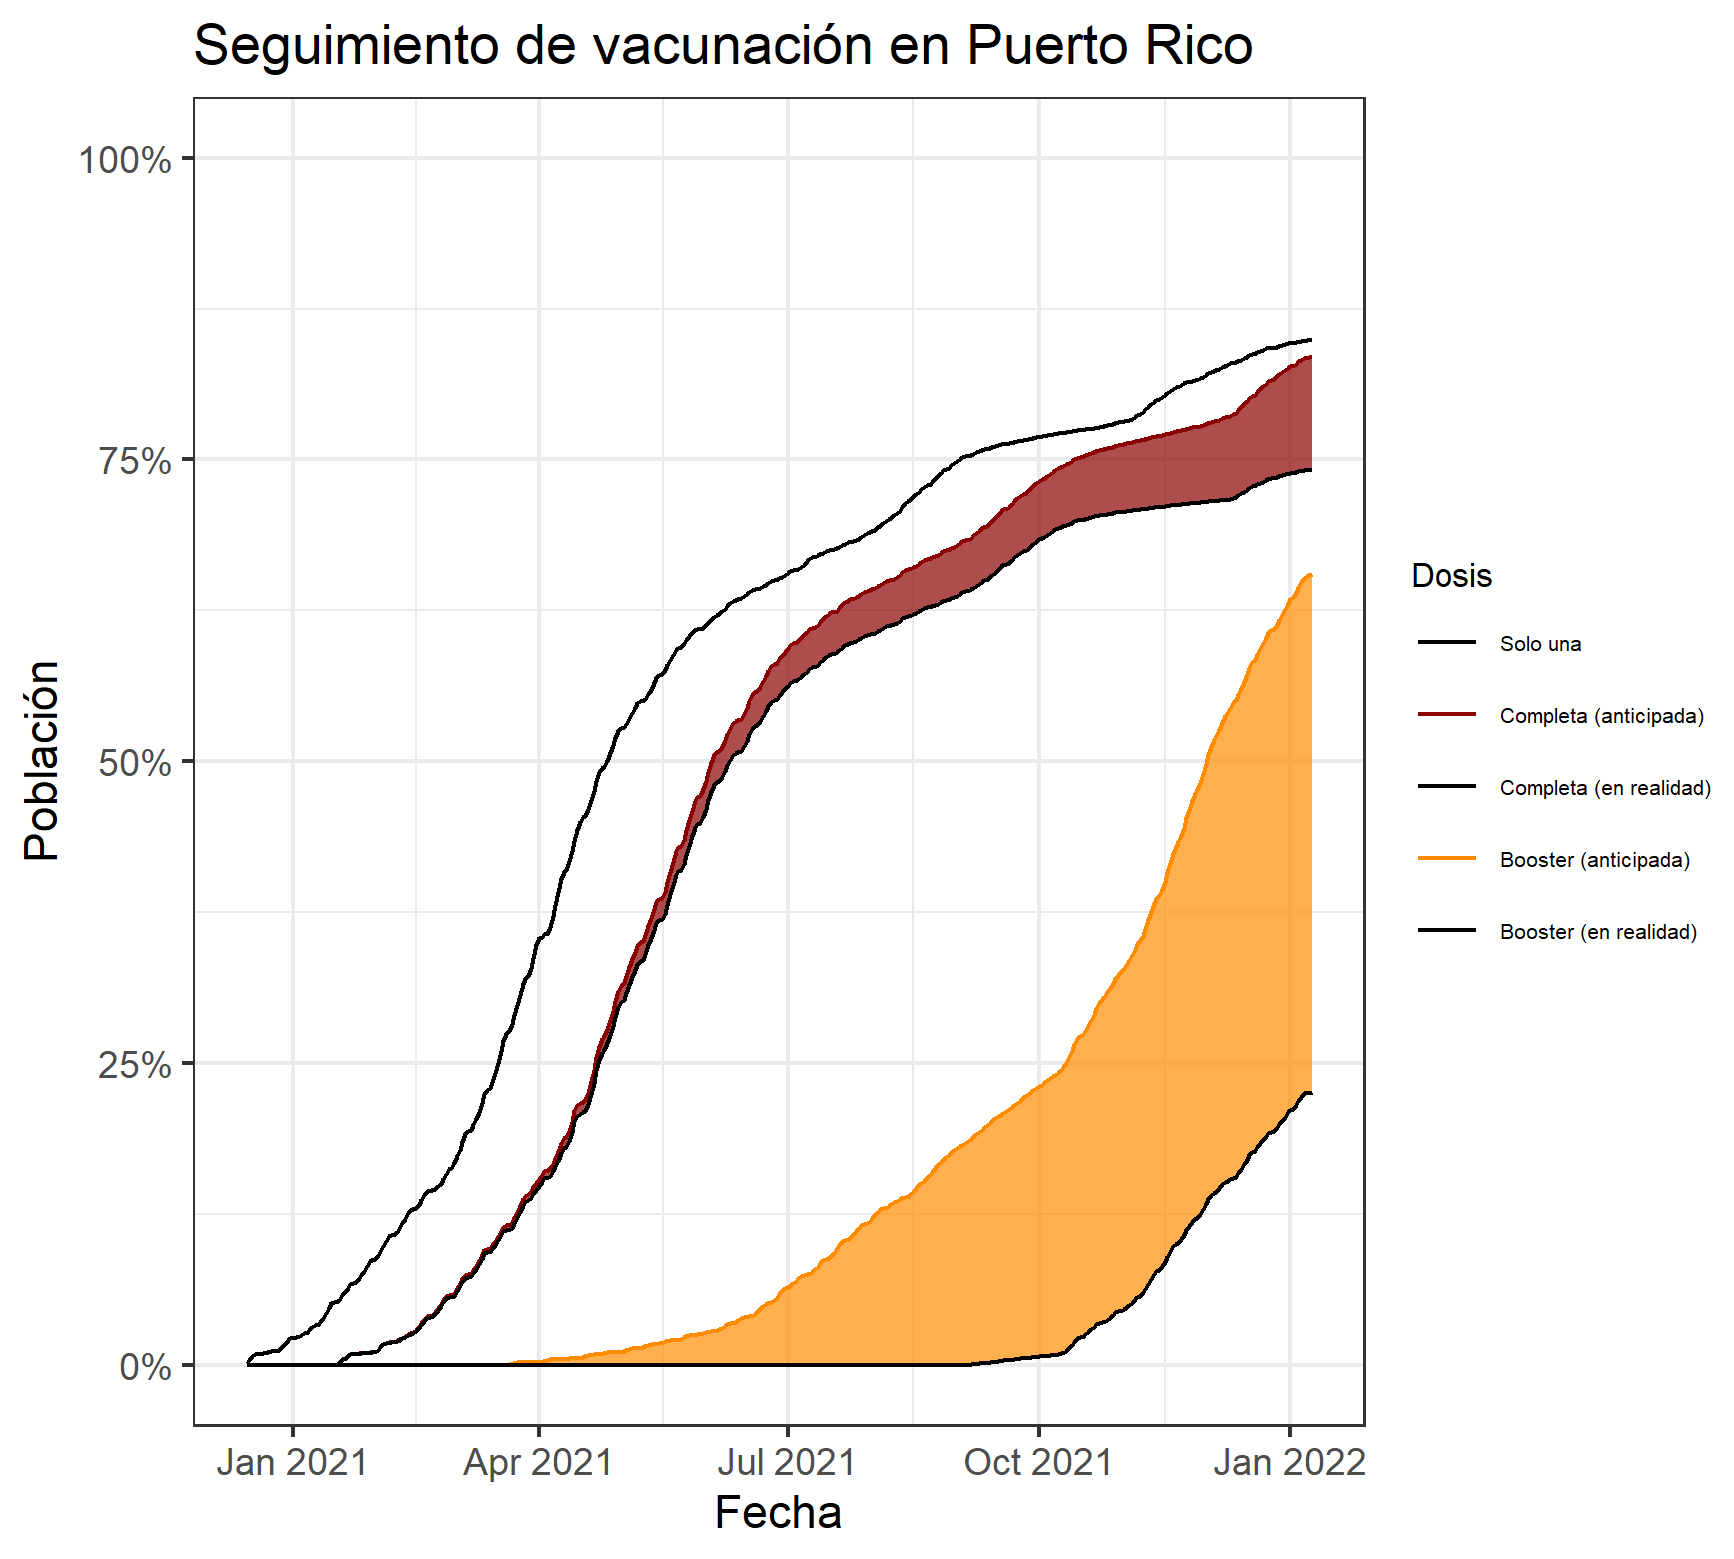 Seguimiento de vacunación en Puerto Rico
100%
75%
50%
25%
0%
Población
Jan 2021
Apr 2021
Jul 2021
Oct 2021
Jan 2022
Fecha
Dosis
Solo una
Completa (anticipada)
Completa (en realidad)
Booster (anticipada)
Booster (en realidad)